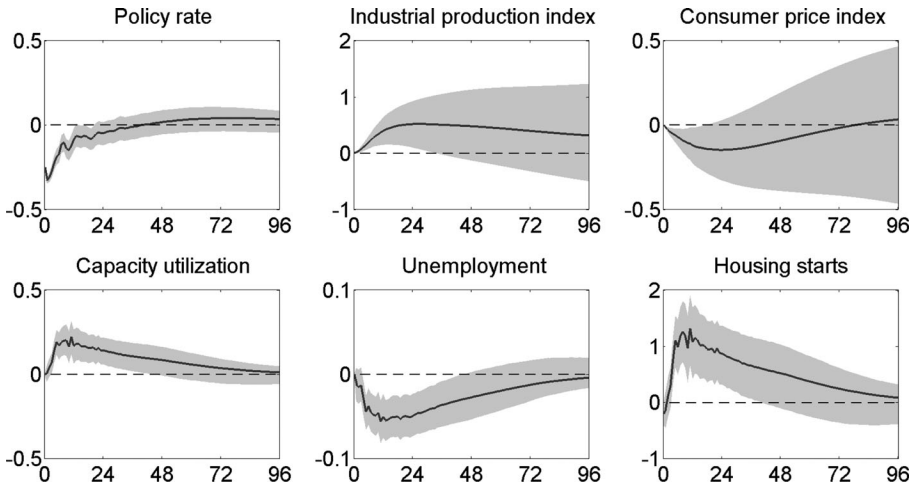 Policy rate
0.5
0
-0.5
0 24 48 72 96
Industrial production index
2
1
0
-1
0 24 48 72 96
Consumer price index
0.5
0
-0.5
0 24 48 72 96
Capacity utilization
0.5
0
-0.5
0 24 48 72 96
Unemployment
0.1
0
-0.1
0 24 48 72 96
Housing starts
2
1
0
-1
0 24 48 72 96